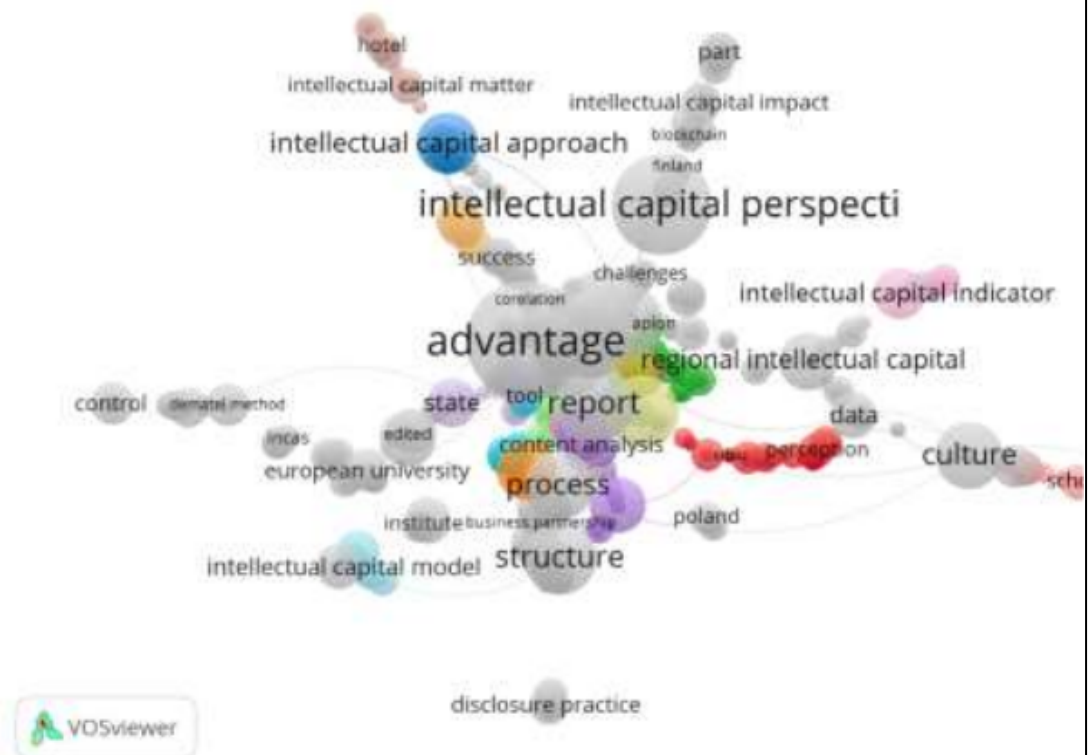 hotel
part
intellectual capital matter
intellectual capital impact
blockchain
intellectual capital approach
finland
intellectual capital perspecti
success
challenges
corelation
intellectual capital indicator
apion
advantage
regional intellectual capital
control
dematel method
state
tool
report
data
incas
edited
content analysis
perception
culture
european university
process
institute
business partnership
poland
structure
intellectual capital model
disclosure practice
VOSviewer